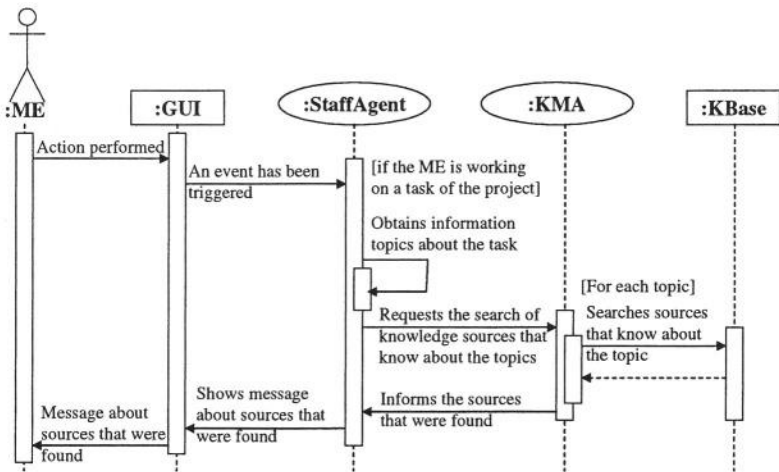 :ME
:GUI
:StaffAgent
:KMA
:KBase
Action performed
An event has been
triggered
[if the ME is working
on a task of the project]
Obtains information
topics about the task
[For each topic]
Requests the search of
knowledge sources that
know about the topics
Searches sources
that know about
the topic
Informs the sources
that were found
Shows message
about sources that
were found
Message about
sources that were
found